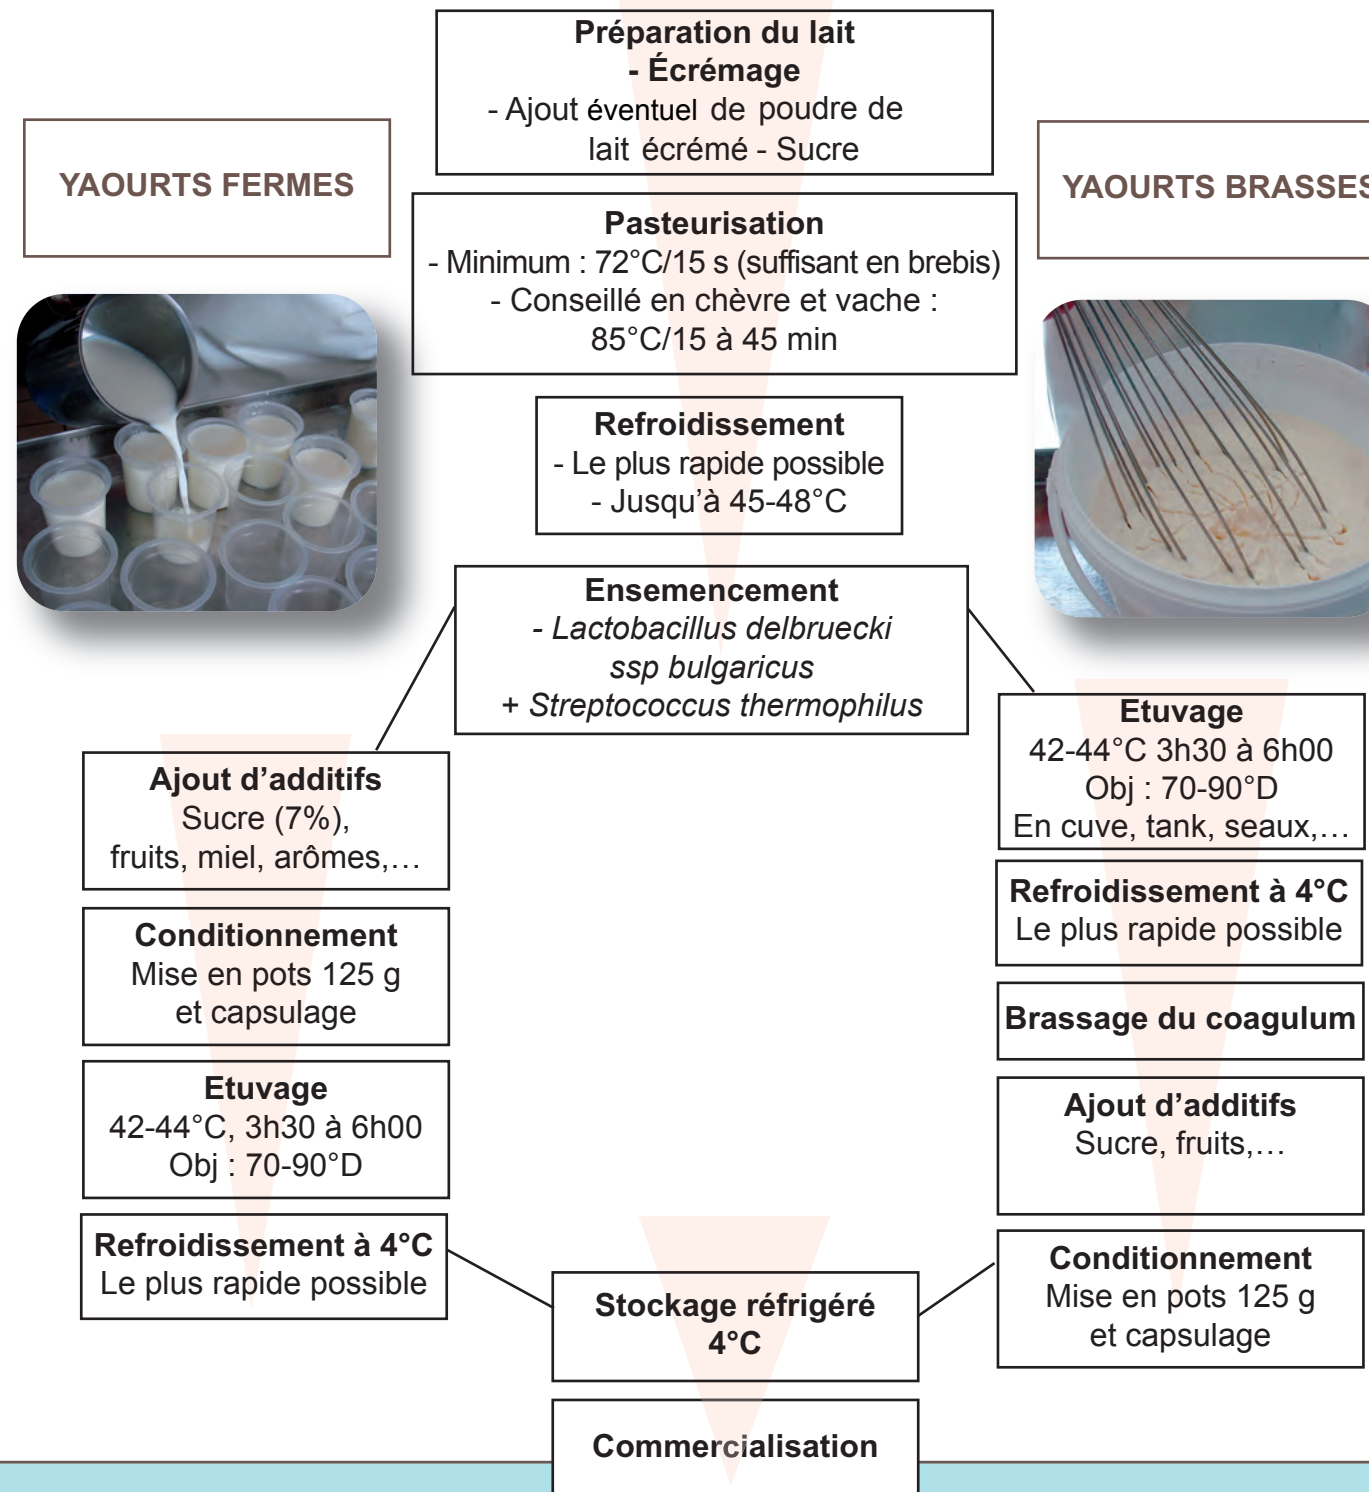 Préparation du lait
- Écrémage
- Ajout éventuel de poudre de
lait écrémé - Sucre
YAOURTS FERMES
YAOURTS BRASSES
Pasteurisation
- Minimum : 72°C/15 s (suffisant en brebis)
- Conseillé en chèvre et vache :
85°C/15 à 45 min
Refroidissement
- Le plus rapide possible
- Jusqu’à 45-48°C
Ensemencement
- Lactobacillus delbruecki
ssp bulgaricus
+ Streptococcus thermophilus
Ajout d’additifs
Sucre (7%),
fruits, miel, arômes,…
Conditionnement
Mise en pots 125 g
et capsulage
Etuvage
42-44°C, 3h30 à 6h00
Obj : 70-90°D
Refroidissement à 4°C
Le plus rapide possible
Etuvage
42-44°C 3h30 à 6h00
Obj : 70-90°D
En cuve, tank, seaux,…
Refroidissement à 4°C
Le plus rapide possible
Brassage du coagulum
Ajout d’additifs
Sucre, fruits,…
Conditionnement
Mise en pots 125 g
et capsulage
Stockage réfrigéré
4°C
Commercialisation